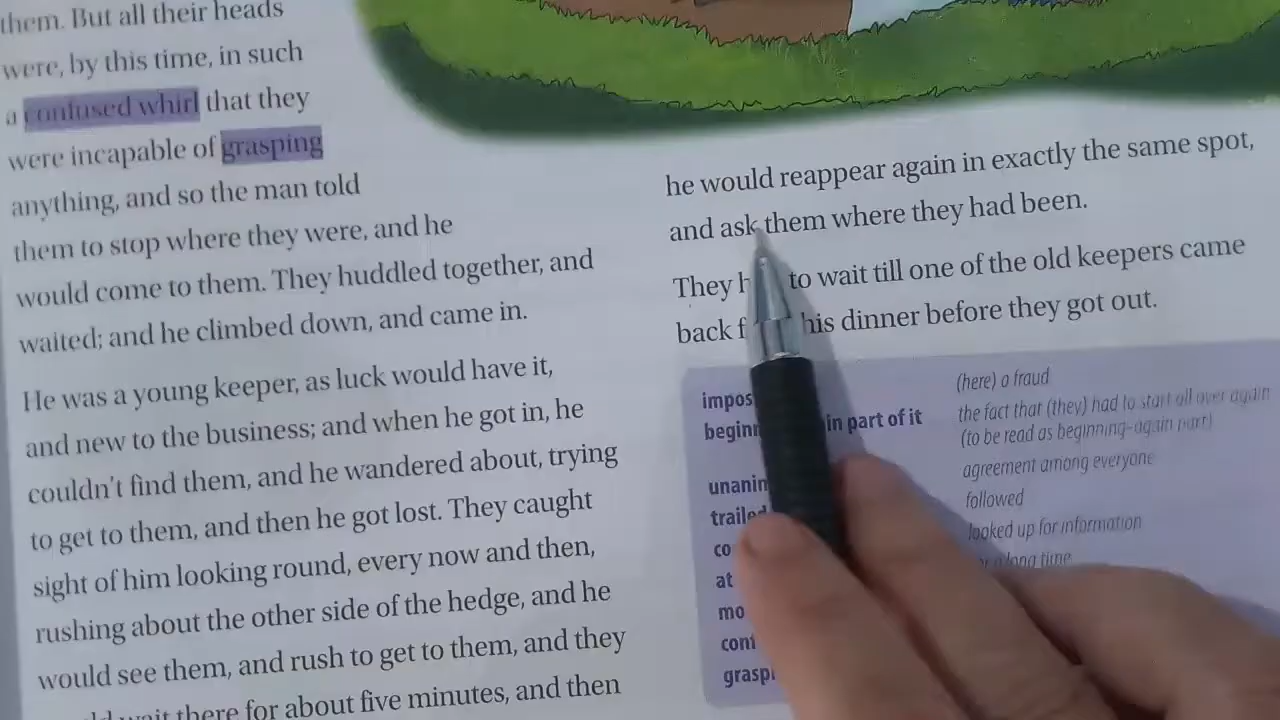 them. But all their heads
were, by this time, in such
a confused whirl that they
were incapable of grasping
anything, and so the man told
them to stop where they were, and he
would come to them. They huddled together, and
waited; and he climbed down, and came in.
He was a young keeper, as luck would have it,
and new to the business; and when he got in, he
couldn't find them, and he wandered about, trying
to get to them, and then he got lost. They caught
sight of him looking round, every now and then,
rushing about the other side of the hedge, and he
would see them, and rush to get to them, and they
wait there for about five minutes, and then
he would reappear again in exactly the same spot,
and ask them where they had been.
They h to wait till one of the old keepers came
back f his dinner before they got out.
impos (here) a fraud
beginn in part of it the fact that (they) had to start all over again
(to be read as beginning-again part)
unanim agreement among everyone
trailed followed
co looked up for information
at a long time
mo
conf
graspi